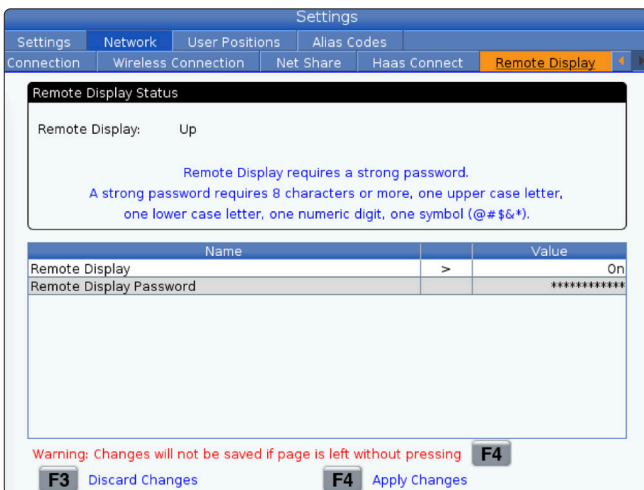 Settings
Settings Network User Positions Alias Codes
Connection Wireless Connection Net Share Haas Connect Remote Display
Remote Display Status
Remote Display: Up
Remote Display requires a strong password.
A strong password requires 8 characters or more, one upper case letter,
one lower case letter, one numeric digit, one symbol (@#$&*).
Name Value
Remote Display > On
Remote Display Password ************
Warning: Changes will not be saved if page is left without pressing F4
F3 Discard Changes F4 Apply Changes